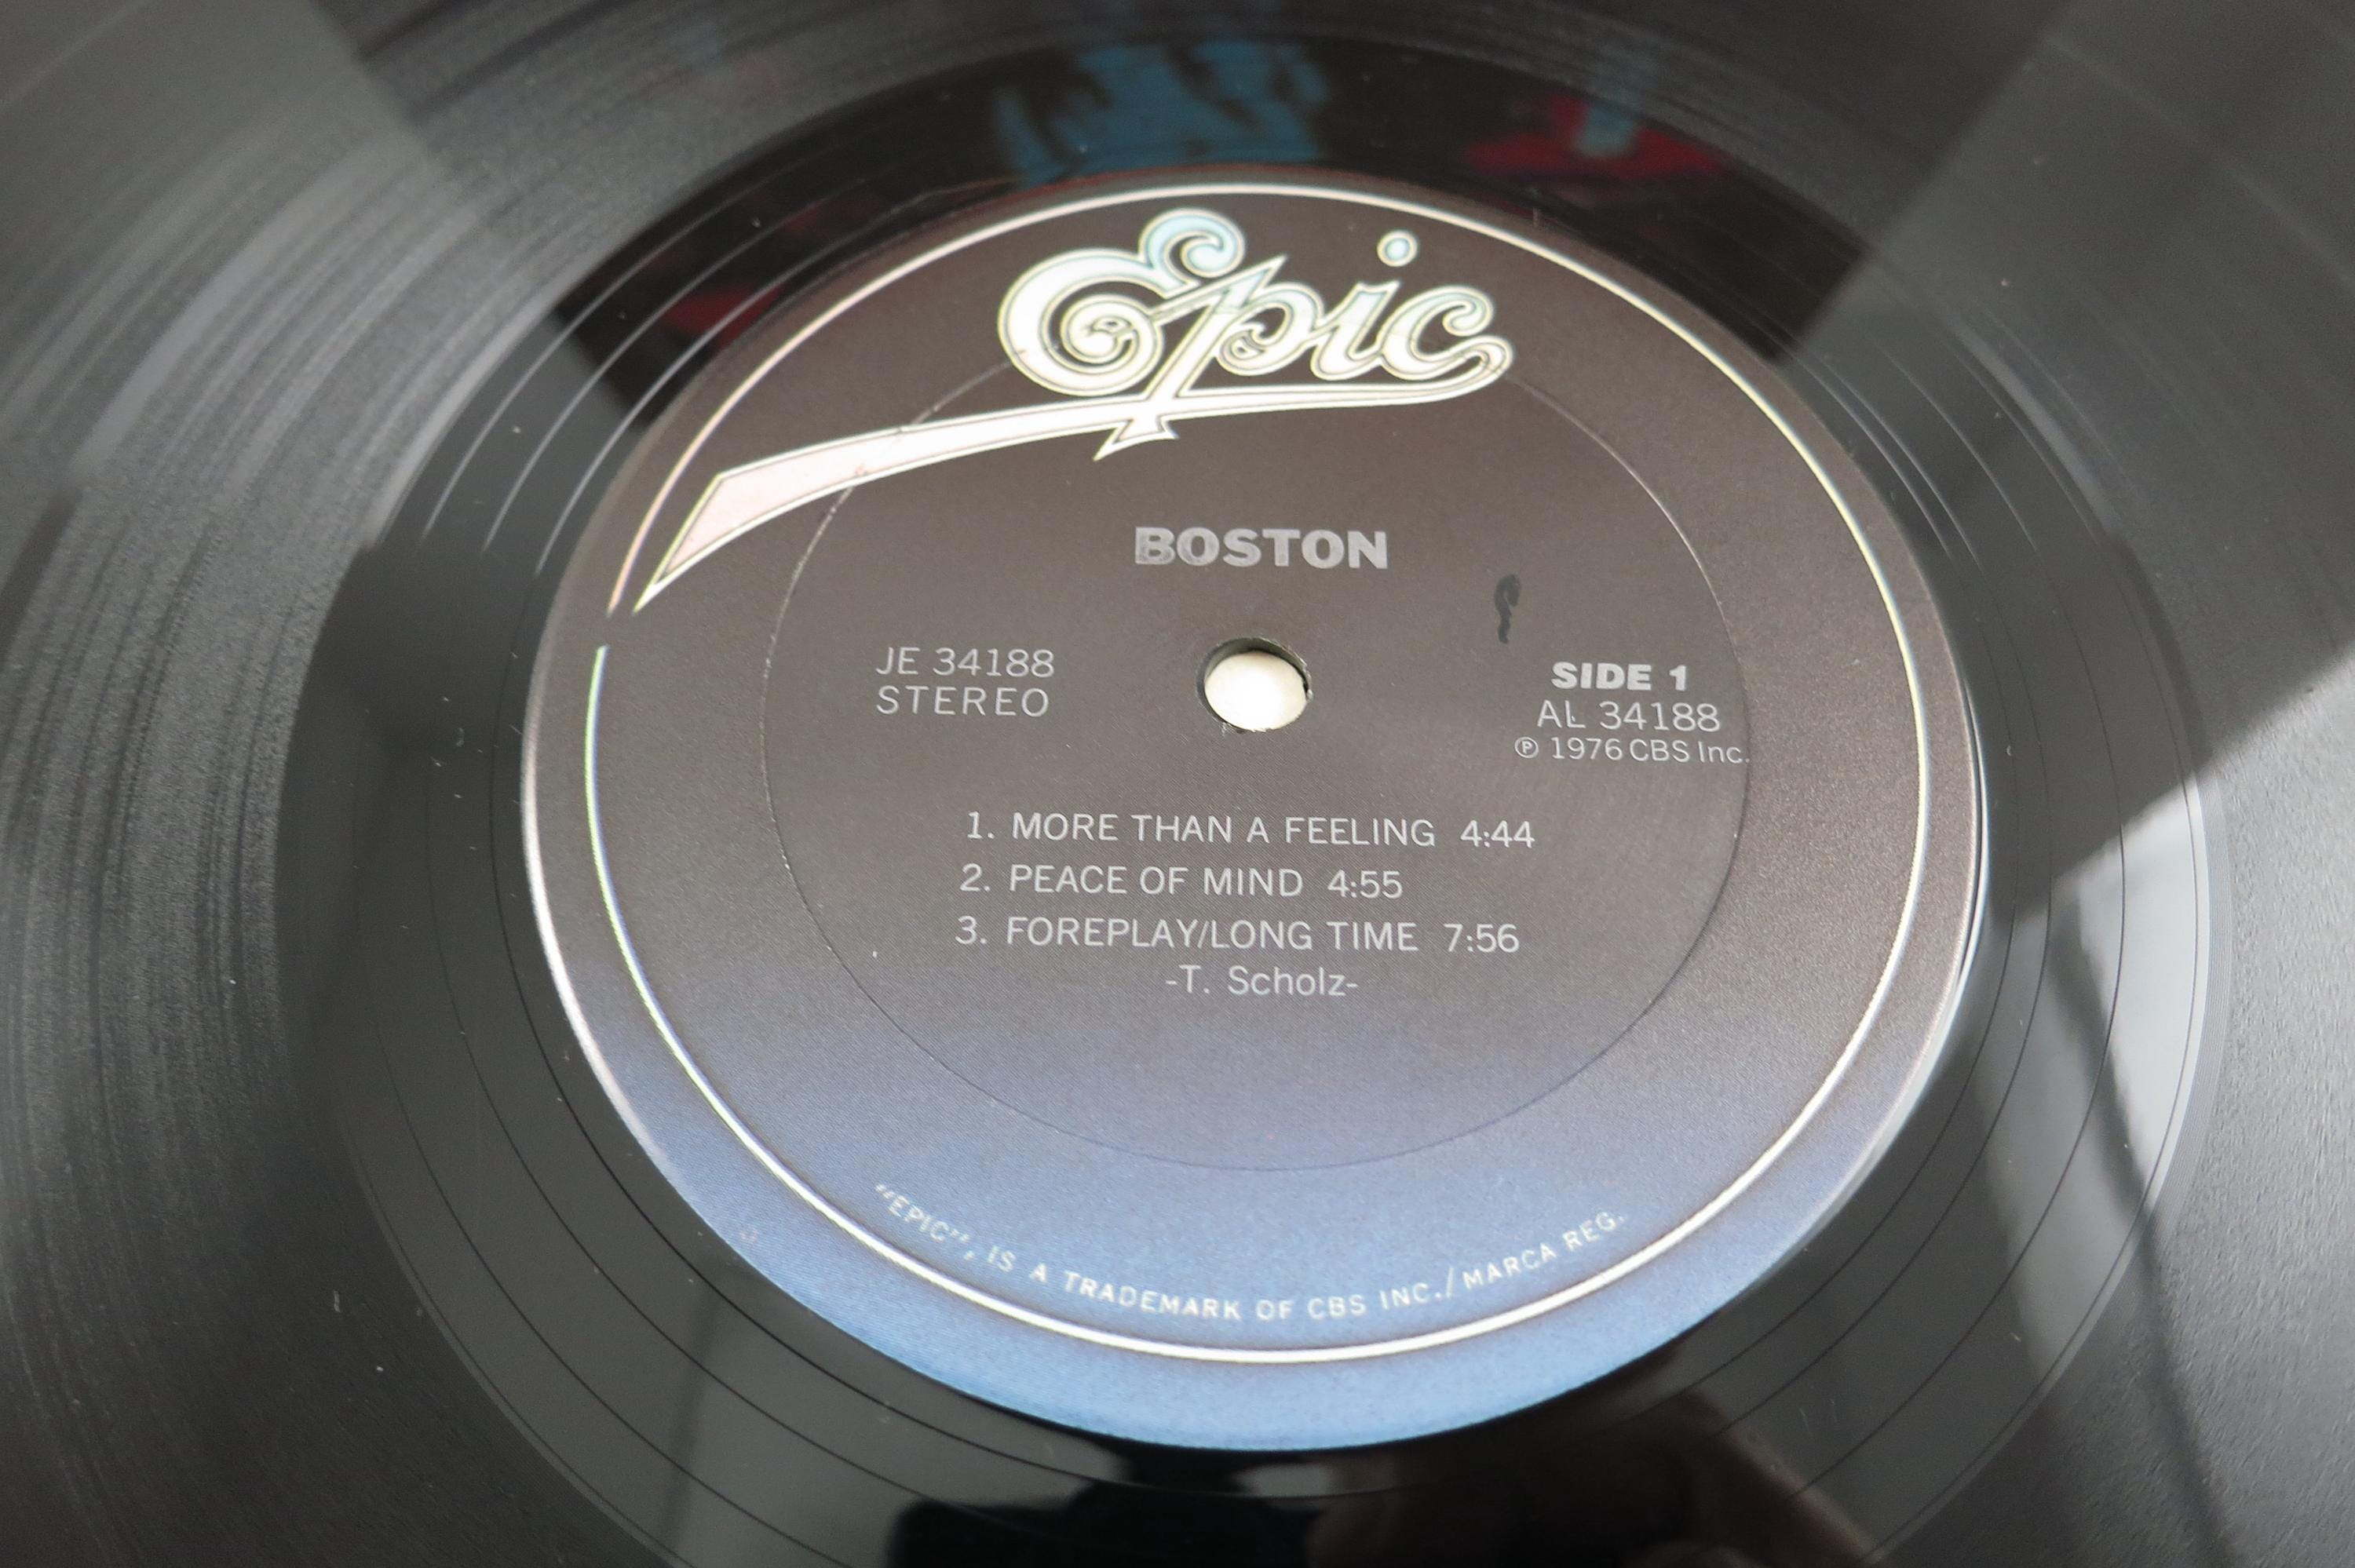 Epic
BOSTON
JE 34188
STEREO
SIDE 1
AL 34188
℗ 1976 CBS Inc.
1. MORE THAN A FEELING 4:44
2. PEACE OF MIND 4:55
3. FOREPLAY/LONG TIME 7:56
-T. Scholz-
"EPIC", IS A TRADEMARK OF CBS INC./MARCA REG.